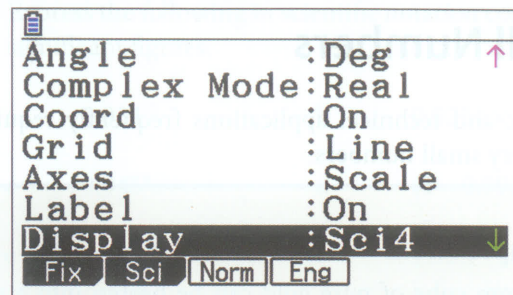 Angle :Deg ↑
Complex Mode:Real
Coord :On
Grid :Line
Axes :Scale
Label :On
Display :Sci4 ↓
Fix Sci Norm Eng